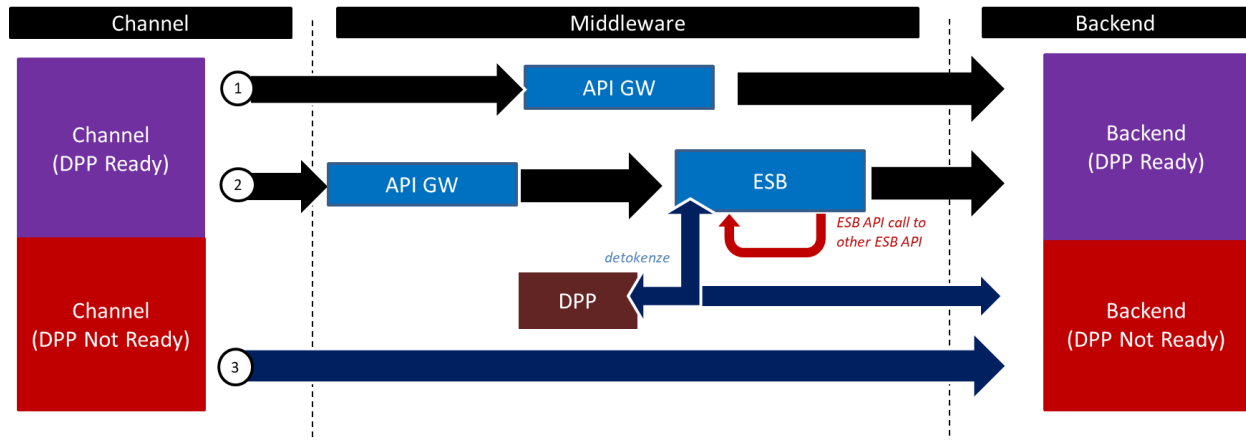 Channel
Middleware
Backend
1
API GW
Channel
(DPP Ready)
Backend
(DPP Ready)
2
API GW
ESB
ESB API call to
other ESB API
detokenze
DPP
Channel
(DPP Not Ready)
Backend
(DPP Not Ready)
3